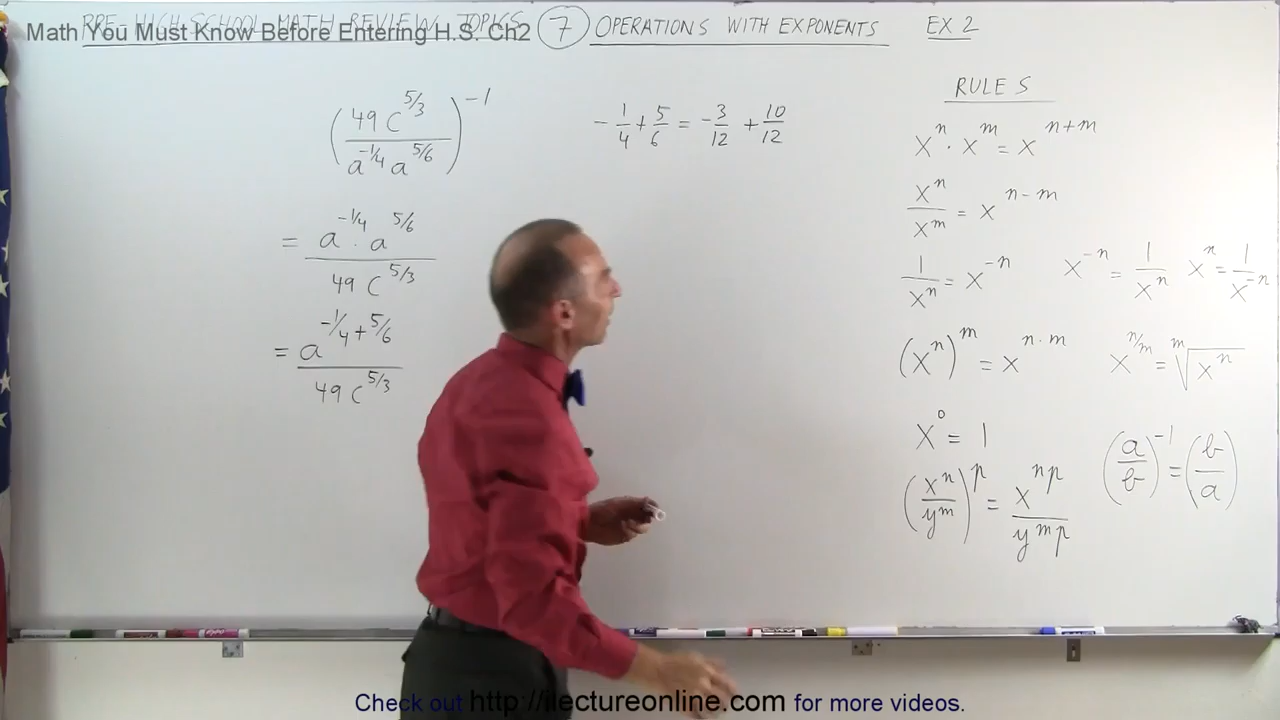 PRE-HIGH SCHOOL MATH REVIEW TOPICS ⑦ OPERATIONS WITH EXPONENTS EX 2
Math You Must Know Before Entering H.S. Ch2
(49 c^{5/3} / a^{-1/4} a^{5/6})^{-1}
= a^{-1/4} · a^{5/6} / 49 c^{5/3}
= a^{-1/4 + 5/6} / 49 c^{5/3}
-1/4 + 5/6 = -3/12 + 10/12
RULES
x^n · x^m = x^{n+m}
x^n / x^m = x^{n-m}
1/x^n = x^{-n} x^{-n} = 1/x^n x^n = 1/x^{-n}
(x^n)^m = x^{n·m} x^{n/m} = ᵐ√(x^n)
x^0 = 1 (a/b)^{-1} = (b/a)
(x^n / y^m)^p = x^{np} / y^{mp}
Check out http://ilectureonline.com for more videos.